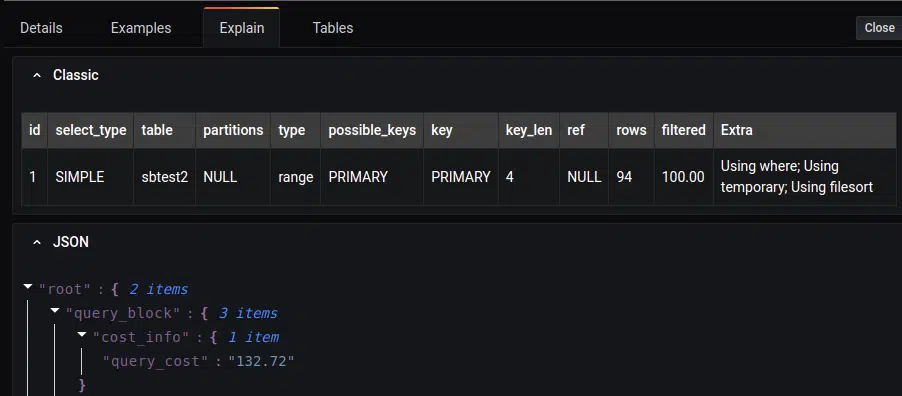 Details Examples Explain Tables Close
Classic
id select_type table partitions type possible_keys key key_len ref rows filtered Extra
1 SIMPLE sbtest2 NULL range PRIMARY PRIMARY 4 NULL 94 100.00 Using where; Using
temporary; Using filesort
JSON
"root" : { 2 items
"query_block" : { 3 items
"cost_info" : { 1 item
"query_cost" : "132.72"
}